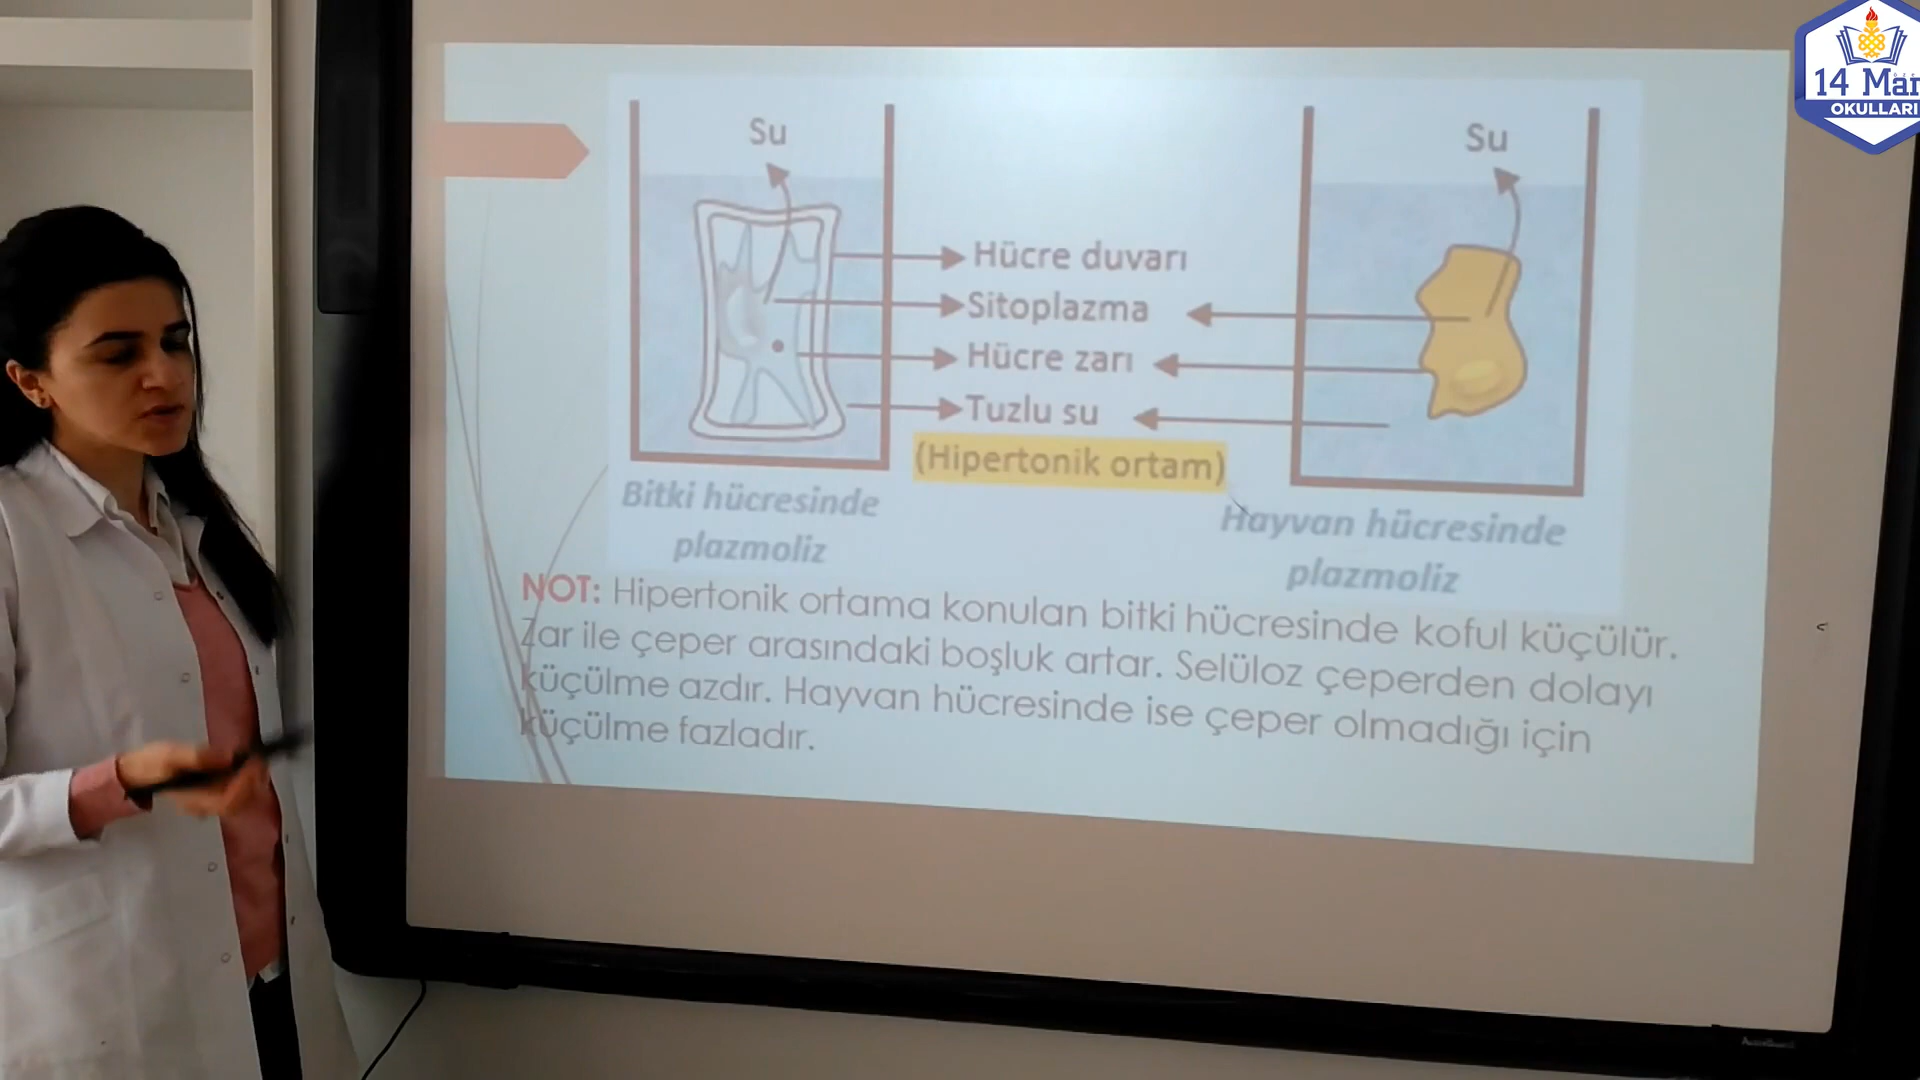 14 Mar
OKULLARI
Su
Su
Hücre duvarı
Sitoplazma
Hücre zarı
Tuzlu su
(Hipertonik ortam)
Bitki hücresinde
plazmoliz
Hayvan hücresinde
plazmoliz
NOT: Hipertonik ortama konulan bitki hücresinde koful küçülür.
Zar ile çeper arasındaki boşluk artar. Selüloz çeperden dolayı
küçülme azdır. Hayvan hücresinde ise çeper olmadığı için
küçülme fazladır.